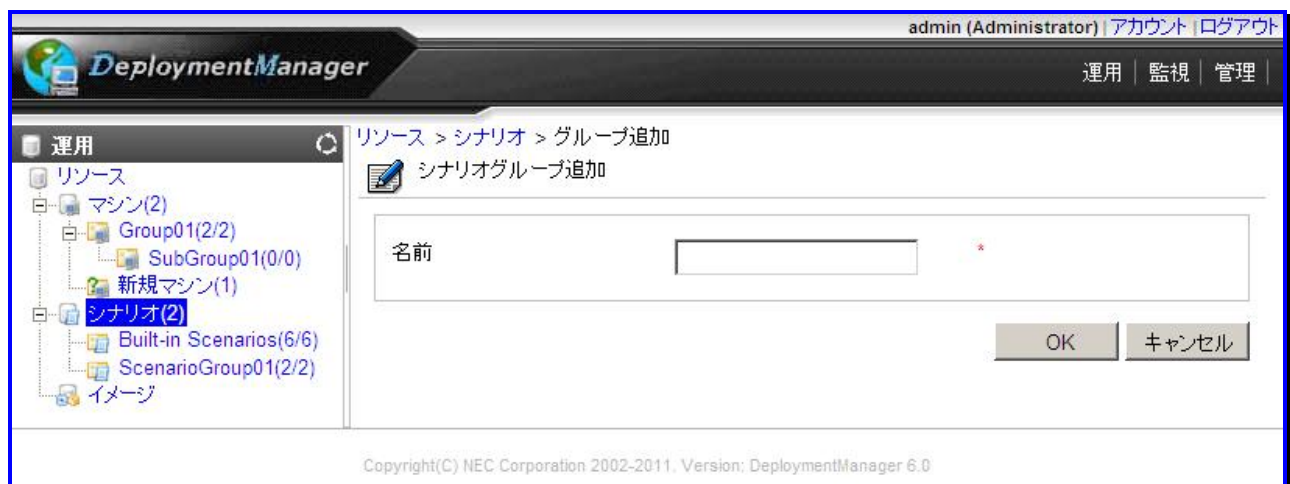 admin (Administrator) | アカウント | ログアウト
DeploymentManager
運用 | 監視 | 管理 |
運用
リソース
マシン(2)
Group01(2/2)
SubGroup01(0/0)
新規マシン(1)
シナリオ(2)
Built-in Scenarios(6/6)
ScenarioGroup01(2/2)
イメージ
リソース > シナリオ > グループ追加
シナリオグループ追加
名前 *
OK キャンセル
Copyright(C) NEC Corporation 2002-2011. Version: DeploymentManager 6.0